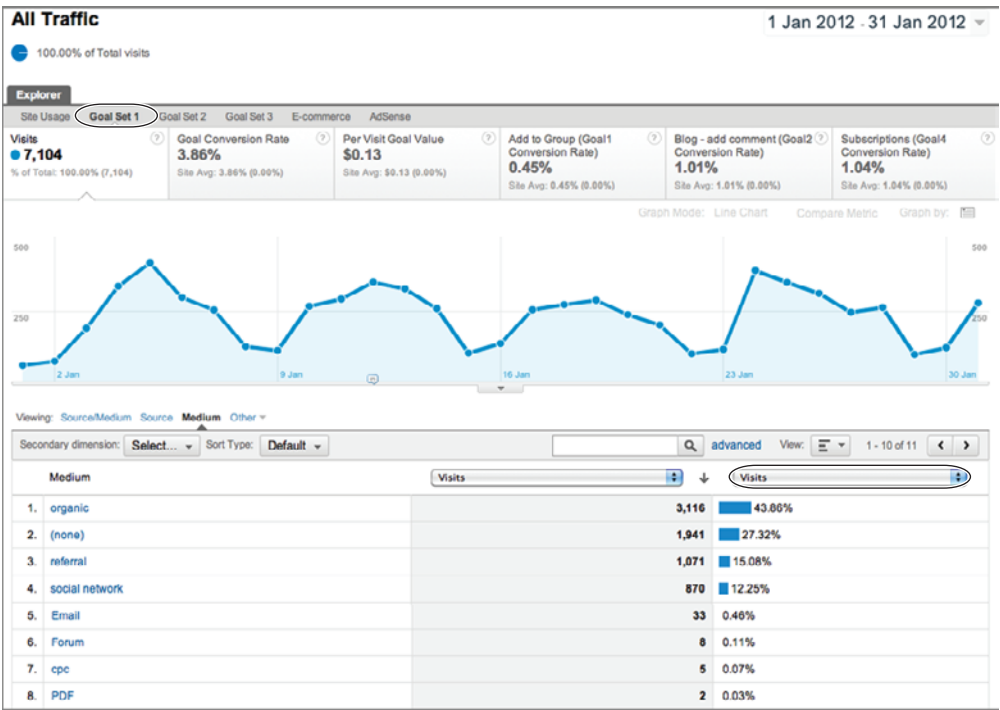 All Traffic
1 Jan 2012 - 31 Jan 2012
100.00% of Total visits
Explorer
Site Usage Goal Set 1 Goal Set 2 Goal Set 3 E-commerce AdSense
Visits
7,104
% of Total: 100.00% (7,104)
Goal Conversion Rate
3.86%
Site Avg: 3.86% (0.00%)
Per Visit Goal Value
$0.13
Site Avg: $0.13 (0.00%)
Add to Group (Goal1
Conversion Rate)
0.45%
Site Avg: 0.45% (0.00%)
Blog - add comment (Goal2
Conversion Rate)
1.01%
Site Avg: 1.01% (0.00%)
Subscriptions (Goal4
Conversion Rate)
1.04%
Site Avg: 1.04% (0.00%)
Graph Mode: Line Chart Compare Metric Graph by:
500 500
250 250
2 Jan 9 Jan 16 Jan 23 Jan 30 Jan
Viewing: Source/Medium Source Medium Other
Secondary dimension: Select... Sort Type: Default advanced View: 1 - 10 of 11
Medium Visits Visits
1. organic 3,116 43.86%
2. (none) 1,941 27.32%
3. referral 1,071 15.08%
4. social network 870 12.25%
5. Email 33 0.46%
6. Forum 8 0.11%
7. cpc 5 0.07%
8. PDF 2 0.03%